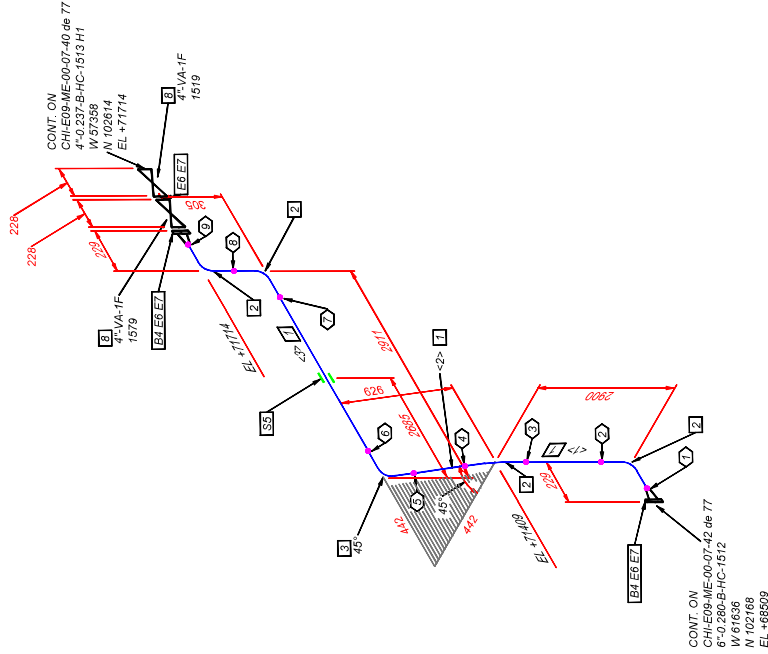 CONT. ON
CHI-E09-ME-00-07-40 de 77
4"-0.237-B-HC-1513 H1
W 57358
N 102614
EL +71714
8
4"-VA-1F
1519
E6 E7
228
228
229
305
9
8
2
8
4"-VA-1F
1579
B4 E6 E7
2
EL +71714
7
1
<3>
2911
1
<2>
S5
626
2685
6
2900
4
3
1
<1>
2
2
5
45°
2
229
1
3
45°
442
442
EL +71409
B4 E6 E7
CONT. ON
CHI-E09-ME-00-07-42 de 77
6"-0.280-B-HC-1512
W 61636
N 102168
EL +68509